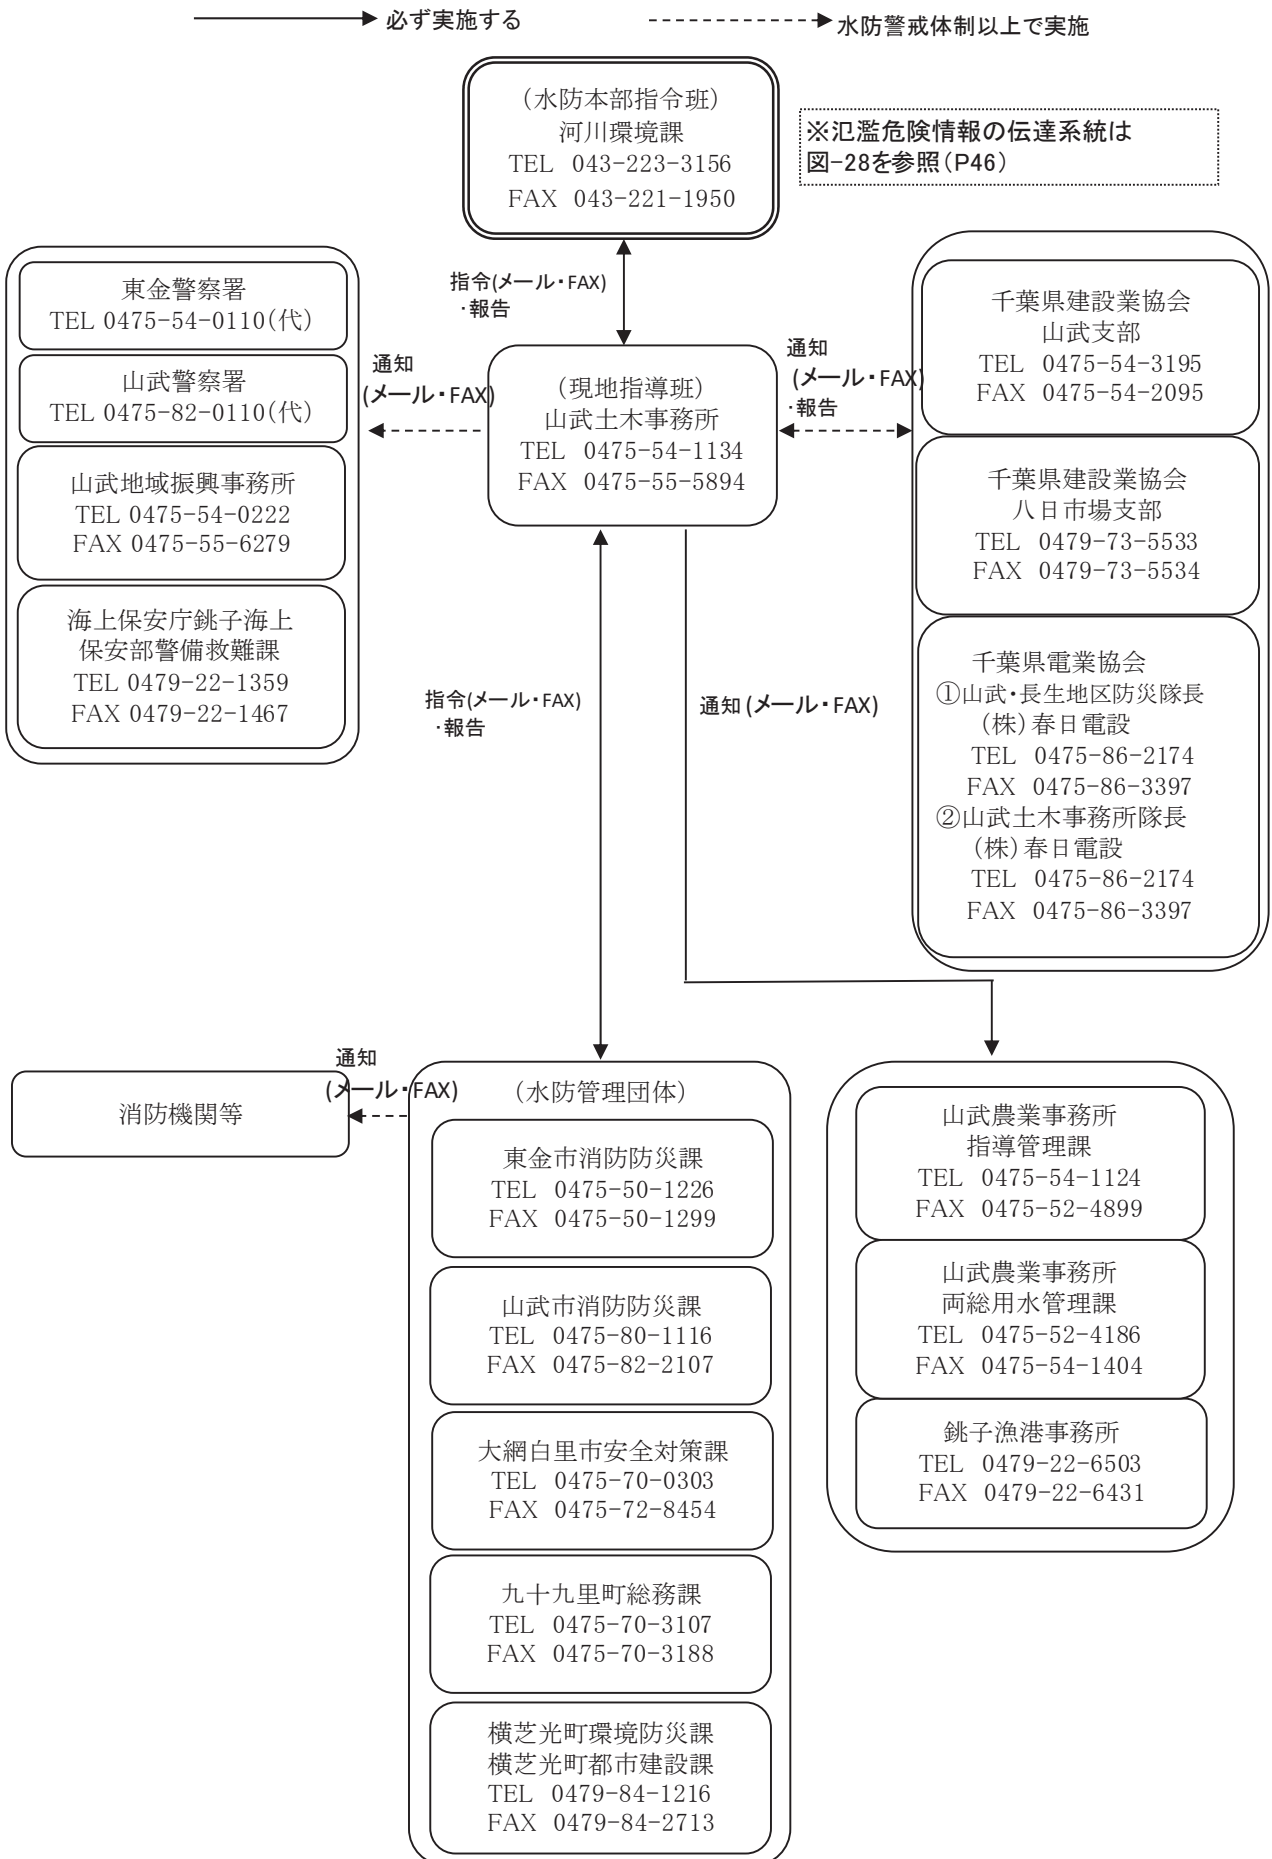 必ず実施する
水防警戒体制以上で実施
(水防本部指令班)
河川環境課
TEL 043-223-3156
FAX 043-221-1950
※氾濫危険情報の伝達系統は
図-28を参照(P46)
指令(メール・FAX)
・報告
東金警察署
TEL 0475-54-0110(代)
山武警察署
TEL 0475-82-0110(代)
山武地域振興事務所
TEL 0475-54-0222
FAX 0475-55-6279
海上保安庁銚子海上
保安部警備救難課
TEL 0479-22-1359
FAX 0479-22-1467
通知
(メール・FAX)
(現地指導班)
山武土木事務所
TEL 0475-54-1134
FAX 0475-55-5894
通知
(メール・FAX)
・報告
千葉県建設業協会
山武支部
TEL 0475-54-3195
FAX 0475-54-2095
千葉県建設業協会
八日市場支部
TEL 0479-73-5533
FAX 0479-73-5534
千葉県電業協会
①山武・長生地区防災隊長
(株)春日電設
TEL 0475-86-2174
FAX 0475-86-3397
②山武土木事務所隊長
(株)春日電設
TEL 0475-86-2174
FAX 0475-86-3397
指令(メール・FAX)
・報告
通知(メール・FAX)
通知
(メール・FAX)
消防機関等
(水防管理団体)
東金市消防防災課
TEL 0475-50-1226
FAX 0475-50-1299
山武市消防防災課
TEL 0475-80-1116
FAX 0475-82-2107
大網白里市安全対策課
TEL 0475-70-0303
FAX 0475-72-8454
九十九里町総務課
TEL 0475-70-3107
FAX 0475-70-3188
横芝光町環境防災課
横芝光町都市建設課
TEL 0479-84-1216
FAX 0479-84-2713
山武農業事務所
指導管理課
TEL 0475-54-1124
FAX 0475-52-4899
山武農業事務所
両総用水管理課
TEL 0475-52-4186
FAX 0475-54-1404
銚子漁港事務所
TEL 0479-22-6503
FAX 0479-22-6431